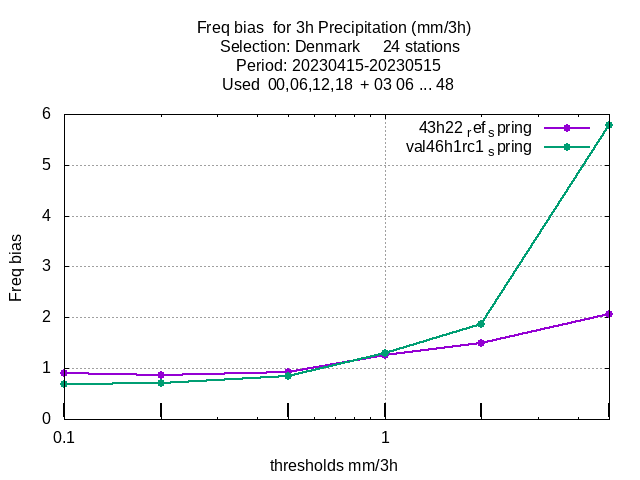 Freq bias  for 3h Precipitation (mm/3h)
Selection: Denmark     24 stations
Period: 20230415-20230515
Used  00,06,12,18  + 03 06 ... 48
43h22 ref spring
val46h1rc1 spring
6
5
4
3
2
1
0
Freq bias
0.1 1
thresholds mm/3h